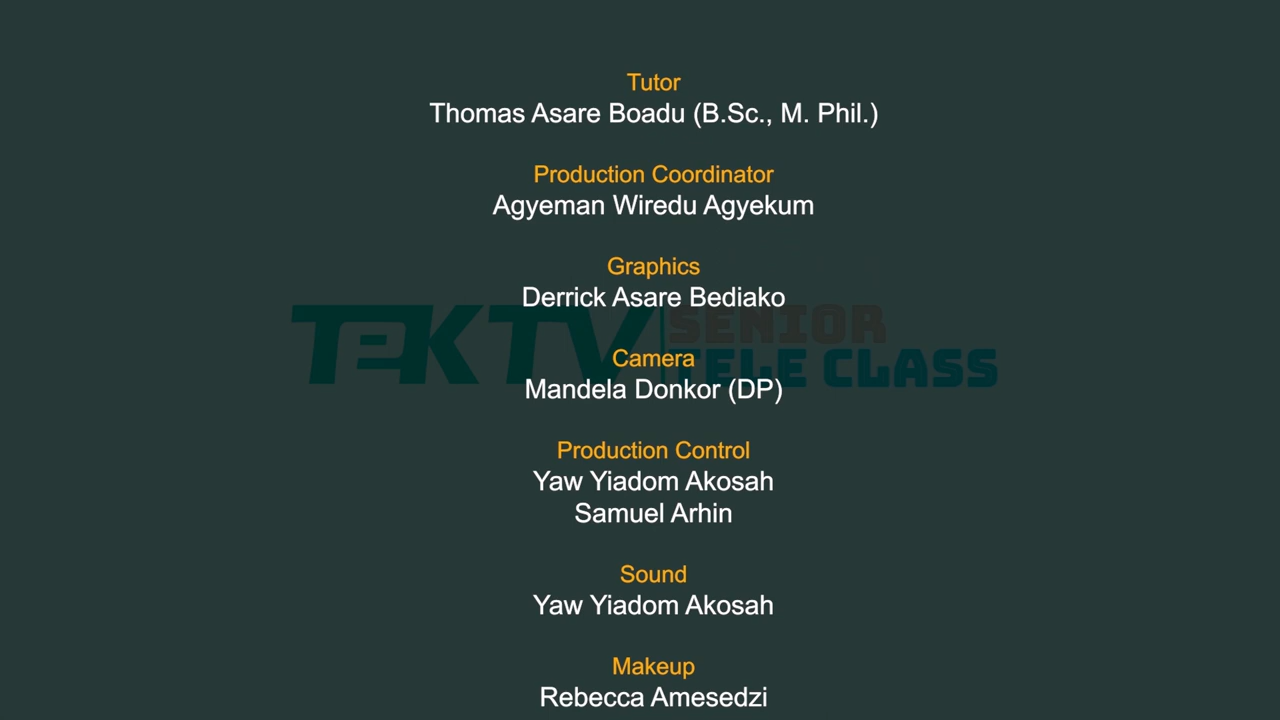 Tutor
Thomas Asare Boadu (B.Sc., M. Phil.)
Production Coordinator
Agyeman Wiredu Agyekum
Graphics
Derrick Asare Bediako
TEKTV SENIOR
TELE CLASS
Camera
Mandela Donkor (DP)
Production Control
Yaw Yiadom Akosah
Samuel Arhin
Sound
Yaw Yiadom Akosah
Makeup
Rebecca Amesedzi